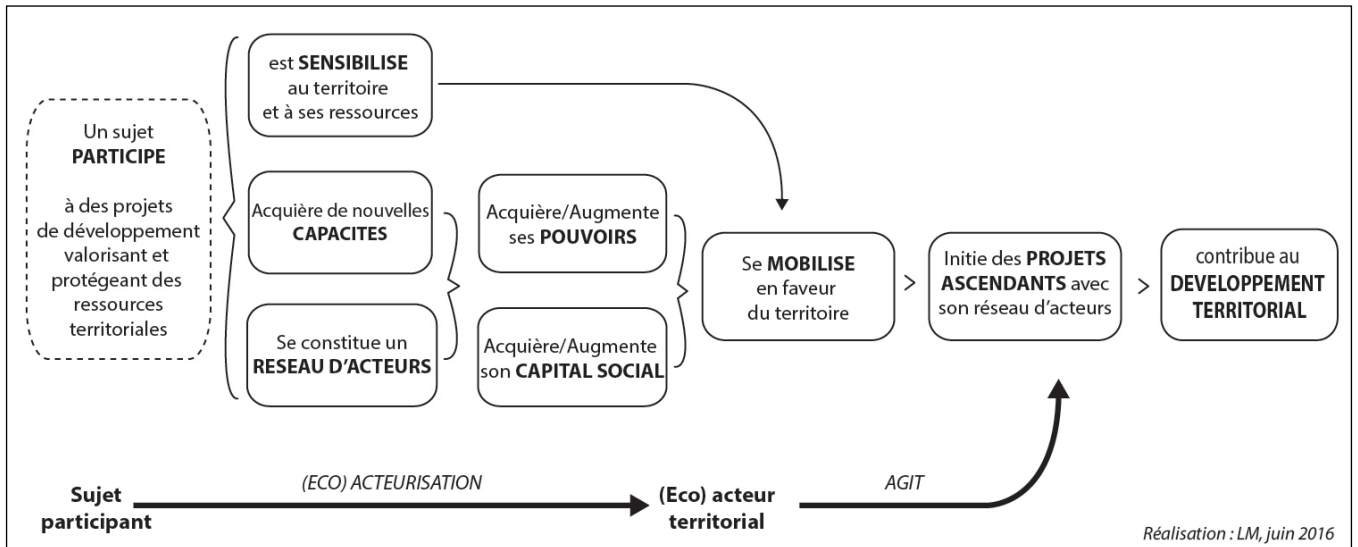 Un sujet
PARTICIPE
à des projets
de développement
valorisant et
protégeant des
ressources
territoriales
est SENSIBILISE
au territoire
et à ses ressources
Acquière de nouvelles
CAPACITES
Se constitue un
RESEAU D’ACTEURS
Acquière/Augmente
ses POUVOIRS
Acquière/Augmente
son CAPITAL SOCIAL
Se MOBILISE
en faveur
du territoire
>
Initie des PROJETS
ASCENDANTS avec
son réseau d’acteurs
>
contribue au
DEVELOPPEMENT
TERRITORIAL
Sujet
participant
(ECO) ACTEURISATION
(Eco) acteur
territorial
AGIT
Réalisation : LM, juin 2016